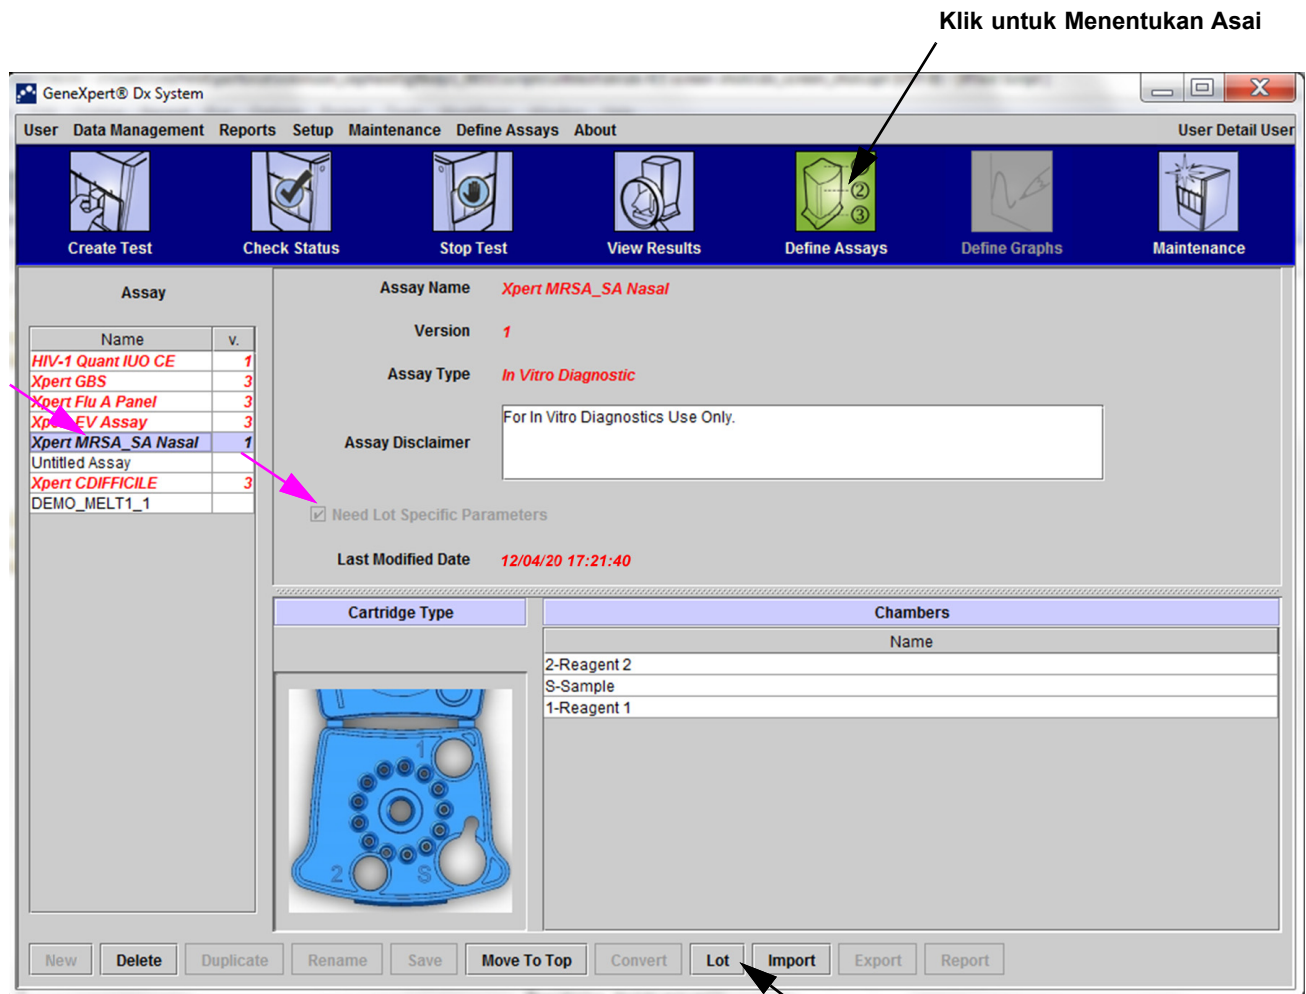 Klik untuk Menentukan Asai
GeneXpert® Dx System
User Data Management Reports Setup Maintenance Define Assays About User Detail User
Create Test Check Status Stop Test View Results Define Assays Define Graphs Maintenance
Assay
Name v.
HIV-1 Quant IUO CE 1
Xpert GBS 3
Xpert Flu A Panel 3
EV Assay 3
Xpert MRSA_SA Nasal 1
Untitled Assay
Xpert CDIFFICILE 3
DEMO_MELT1_1
Assay Name Xpert MRSA_SA Nasal
Version 1
Assay Type In Vitro Diagnostic
Assay Disclaimer For In Vitro Diagnostics Use Only.
Need Lot Specific Parameters
Last Modified Date 12/04/20 17:21:40
Cartridge Type
1
2 S
Chambers
Name
2-Reagent 2
S-Sample
1-Reagent 1
New Delete Duplicate Rename Save Move To Top Convert Lot Import Export Report